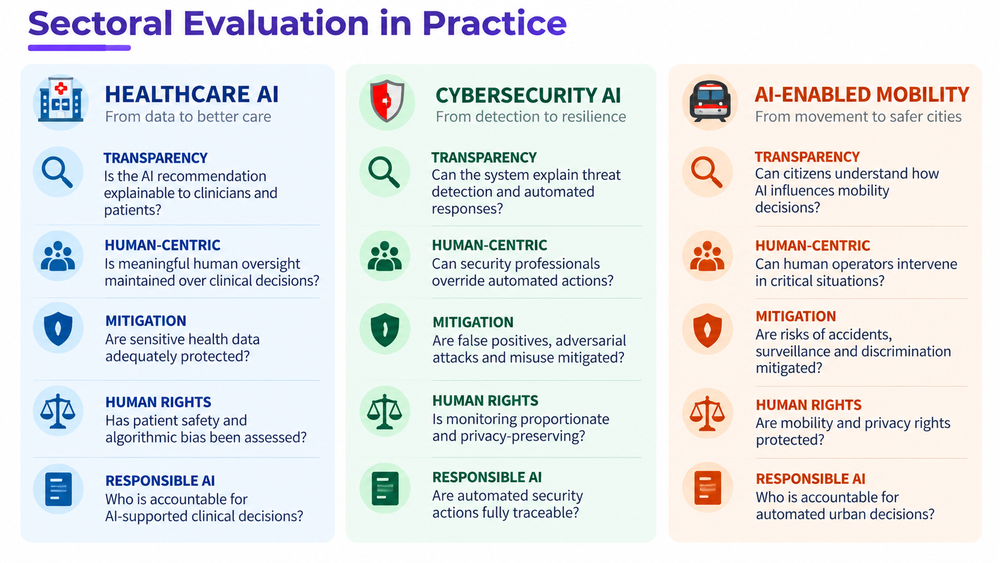 Sectoral Evaluation in Practice
HEALTHCARE AI
From data to better care
TRANSPARENCY
Is the AI recommendation
explainable to clinicians and
patients?
HUMAN-CENTRIC
Is meaningful human oversight
maintained over clinical decisions?
MITIGATION
Are sensitive health data
adequately protected?
HUMAN RIGHTS
Has patient safety and
algorithmic bias been assessed?
RESPONSIBLE AI
Who is accountable for
AI-supported clinical decisions?
CYBERSECURITY AI
From detection to resilience
TRANSPARENCY
Can the system explain threat
detection and automated
responses?
HUMAN-CENTRIC
Can security professionals
override automated actions?
MITIGATION
Are false positives, adversarial
attacks and misuse mitigated?
HUMAN RIGHTS
Is monitoring proportionate
and privacy-preserving?
RESPONSIBLE AI
Are automated security
actions fully traceable?
AI-ENABLED MOBILITY
From movement to safer cities
TRANSPARENCY
Can citizens understand how
AI influences mobility
decisions?
HUMAN-CENTRIC
Can human operators intervene
in critical situations?
MITIGATION
Are risks of accidents,
surveillance and discrimination
mitigated?
HUMAN RIGHTS
Are mobility and privacy rights
protected?
RESPONSIBLE AI
Who is accountable for
automated urban decisions?